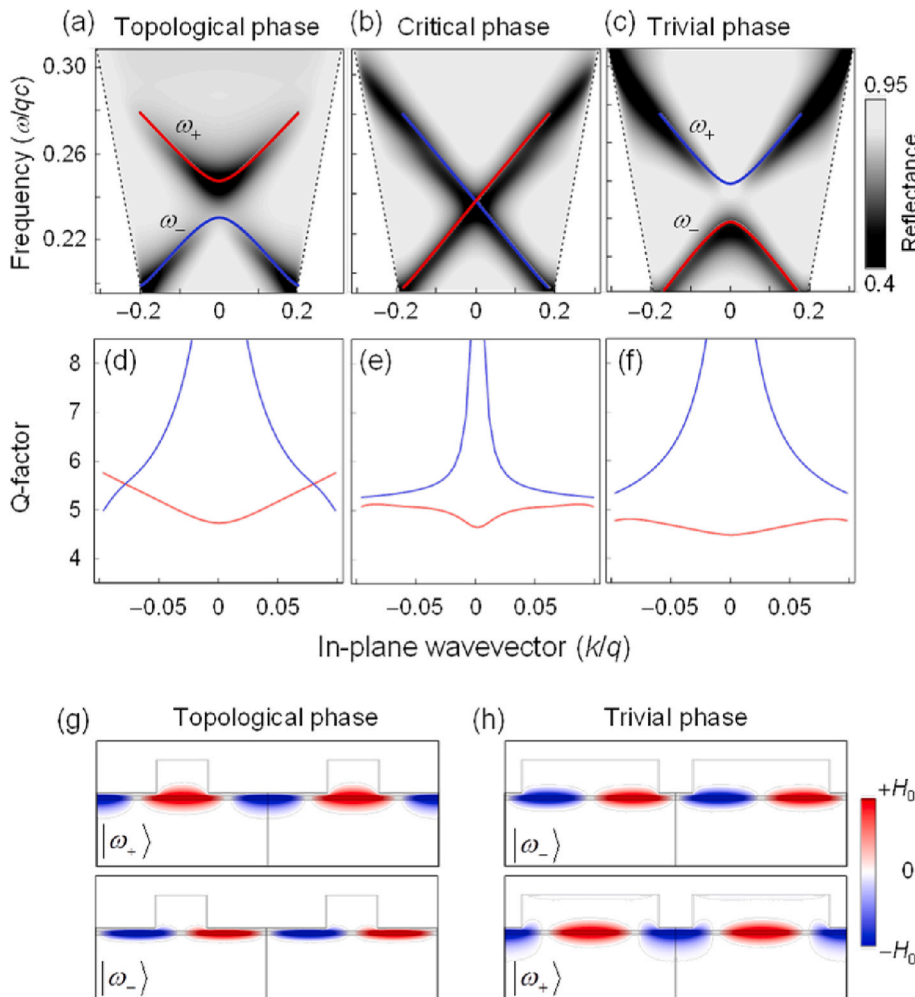 (a) Topological phase (b) Critical phase (c) Trivial phase
Frequency (ω/qc)
0.30
0.26
0.22
ω+
ω−
ω+
ω−
0.95
0.4
Reflectance
−0.2 0 0.2 −0.2 0 0.2 −0.2 0 0.2
(d) (e) (f)
Q-factor
8
7
6
5
4
−0.05 0 0.05 −0.05 0 0.05 −0.05 0 0.05
In-plane wavevector (k/q)
(g) Topological phase (h) Trivial phase
|ω+⟩ |ω−⟩
|ω−⟩ |ω+⟩
+H0
0
−H0